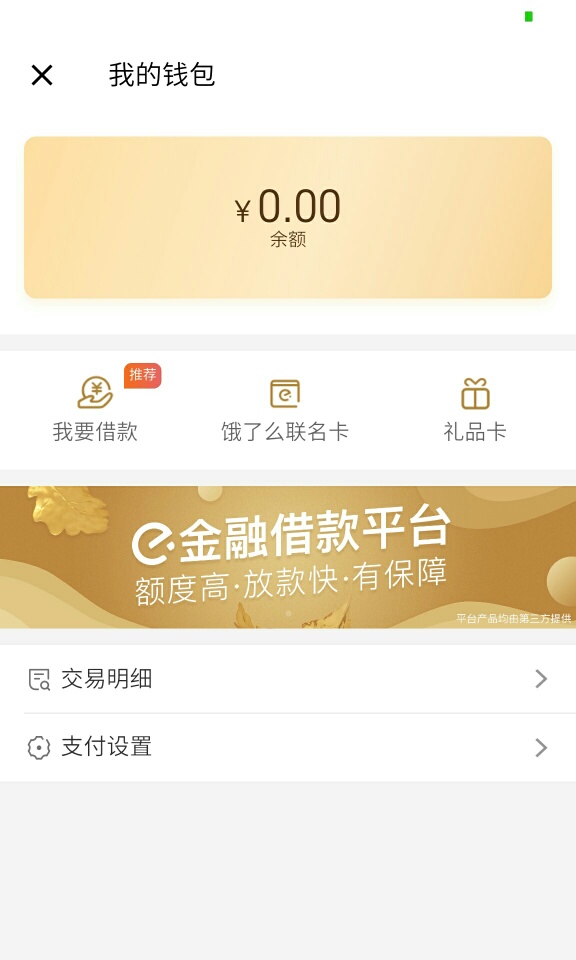 我的钱包
¥0.00
余额
推荐
我要借款
饿了么联名卡
礼品卡
e·金融借款平台
额度高·放款快·有保障
平台产品均由第三方提供
交易明细
支付设置